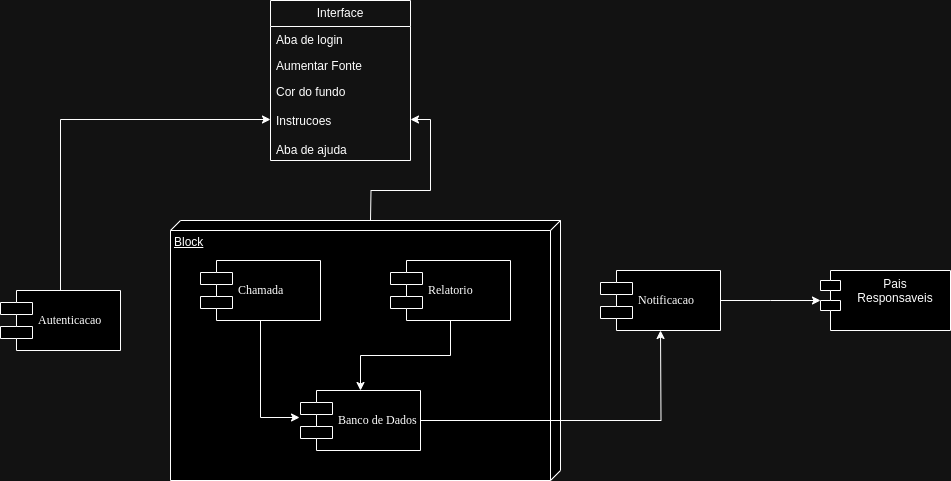 Interface
Aba de login
Aumentar Fonte
Cor do fundo
Instrucoes
Aba de ajuda
Block
Chamada
Relatorio
Autenticacao
Notificacao
Pais
Responsaveis
Banco de Dados